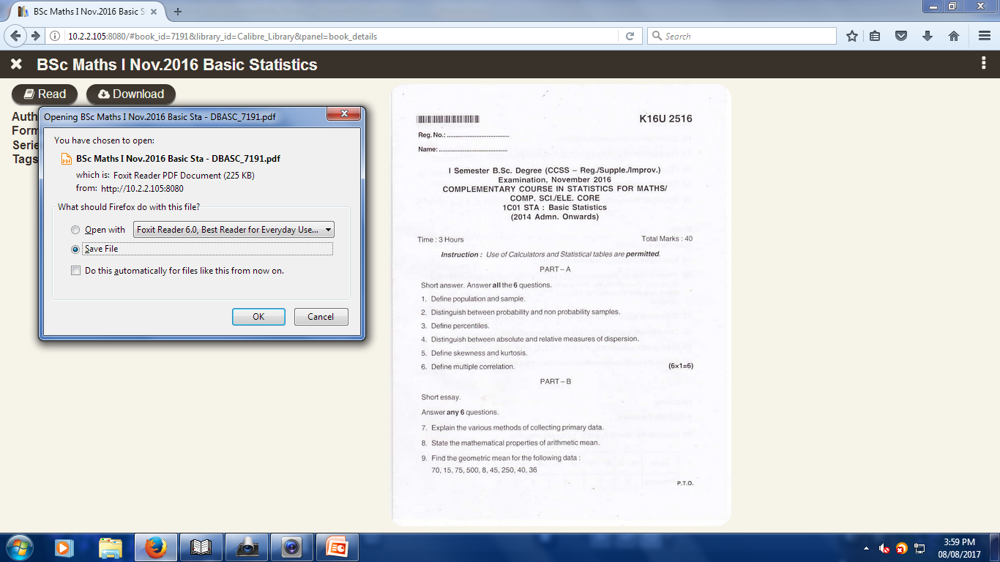 BSc Maths I Nov.2016 Basic S
10.2.2.105:8080/#book_id=7191&library_id=Calibre_Library&panel=book_details
Search
BSc Maths I Nov.2016 Basic Statistics
Read
Download
Auth
Form
Serie
Tags
Opening BSc Maths I Nov.2016 Basic Sta - DBASC_7191.pdf
You have chosen to open:
PDF
BSc Maths I Nov.2016 Basic Sta - DBASC_7191.pdf
which is: Foxit Reader PDF Document (225 KB)
from: http://10.2.2.105:8080
What should Firefox do with this file?
Open with
Foxit Reader 6.0, Best Reader for Everyday Use...
Save File
Do this automatically for files like this from now on.
OK
Cancel
K16U 2516
Reg. No.: ..................................
Name: .....................................
I Semester B.Sc. Degree (CCSS – Reg./Supple./Improv.)
Examination, November 2016
COMPLEMENTARY COURSE IN STATISTICS FOR MATHS/
COMP. SCI./ELE. CORE
1C01 STA : Basic Statistics
(2014 Admn. Onwards)
Time : 3 Hours
Total Marks : 40
Instruction : Use of Calculators and Statistical tables are permitted.
PART – A
Short answer. Answer all the 6 questions.
1. Define population and sample.
2. Distinguish between probability and non probability samples.
3. Define percentiles.
4. Distinguish between absolute and relative measures of dispersion.
5. Define skewness and kurtosis.
6. Define multiple correlation.
(6×1=6)
PART – B
Short essay.
Answer any 6 questions.
7. Explain the various methods of collecting primary data.
8. State the mathematical properties of arithmetic mean.
9. Find the geometric mean for the following data :
70, 15, 75, 500, 8, 45, 250, 40, 36
P.T.O.
3:59 PM
08/08/2017